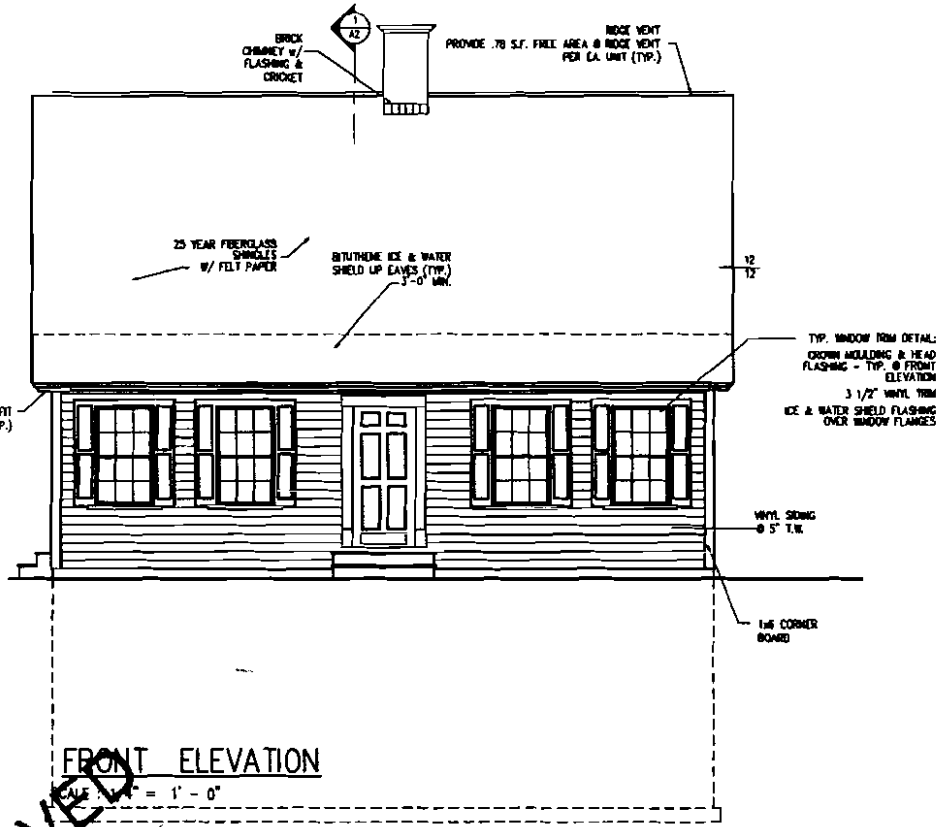 1
A2
BRICK
CHIMNEY w/
FLASHING &
CRICKET
RIDGE VENT
PROVIDE .78 S.F. FREE AREA @ RIDGE VENT
PER EA. UNIT (TYP.)
25 YEAR FIBERGLASS
SHINGLES
W/ FELT PAPER
BITUTHENE ICE & WATER
SHIELD UP EAVES (TYP.)
3'-0" MIN.
12
12
TYP. WINDOW TRIM DETAIL:
CROWN MOULDING & HEAD
FLASHING - TYP. @ FRONT
ELEVATION
3 1/2" VINYL TRIM
ICE & WATER SHIELD FLASHING
OVER WINDOW FLANGES
VINYL SIDING
@ 5" T.W.
1x6 CORNER
BOARD
FRONT ELEVATION
SCALE : 1/4" = 1' - 0"